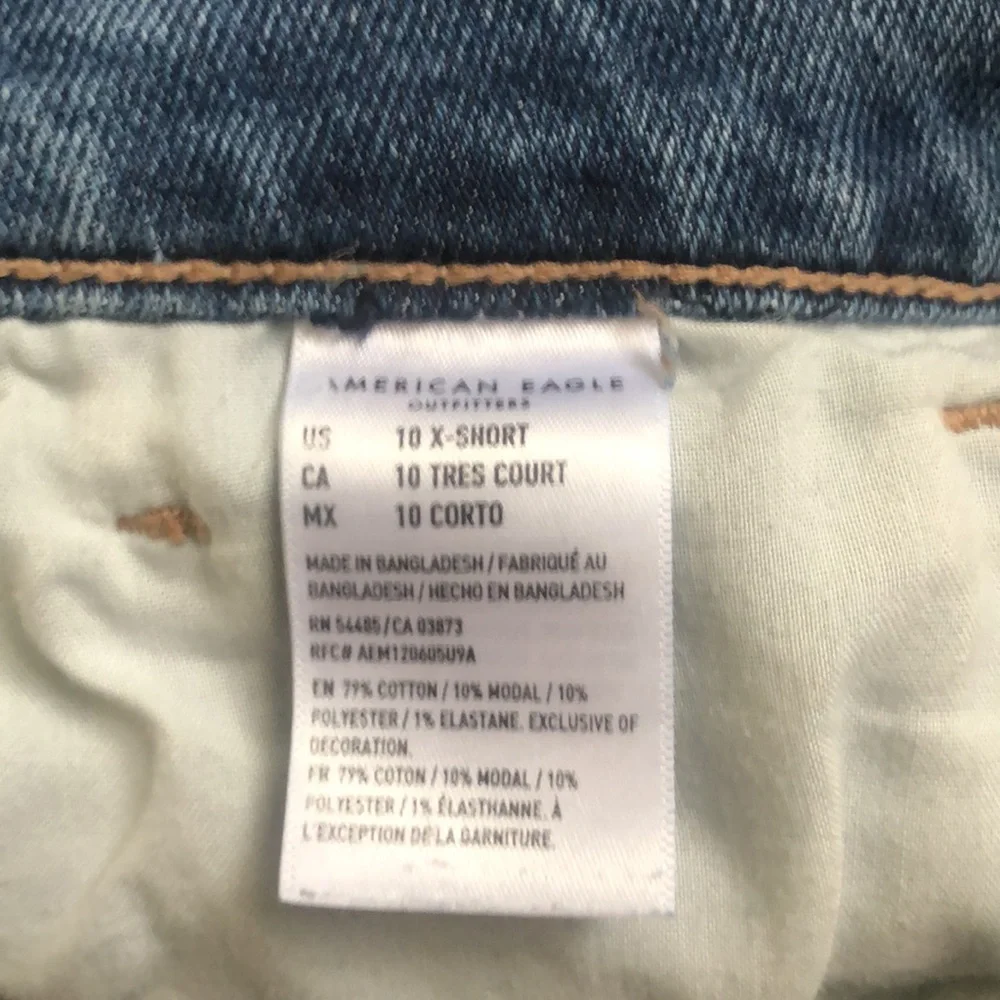 AMERICAN EAGLE
OUTFITTERS
US 10 X-SHORT
CA 10 TRES COURT
MX 10 CORTO
MADE IN BANGLADESH / FABRIQUÉ AU
BANGLADESH / HECHO EN BANGLADESH
RN 54485/CA 03873
RFC# AEM120605U9A
EN 79% COTTON / 10% MODAL / 10%
POLYESTER / 1% ELASTANE. EXCLUSIVE OF
DECORATION.
FR 79% COTON / 10% MODAL / 10%
POLYESTER / 1% ÉLASTHANNE. À
L'EXCEPTION DE LA GARNITURE.